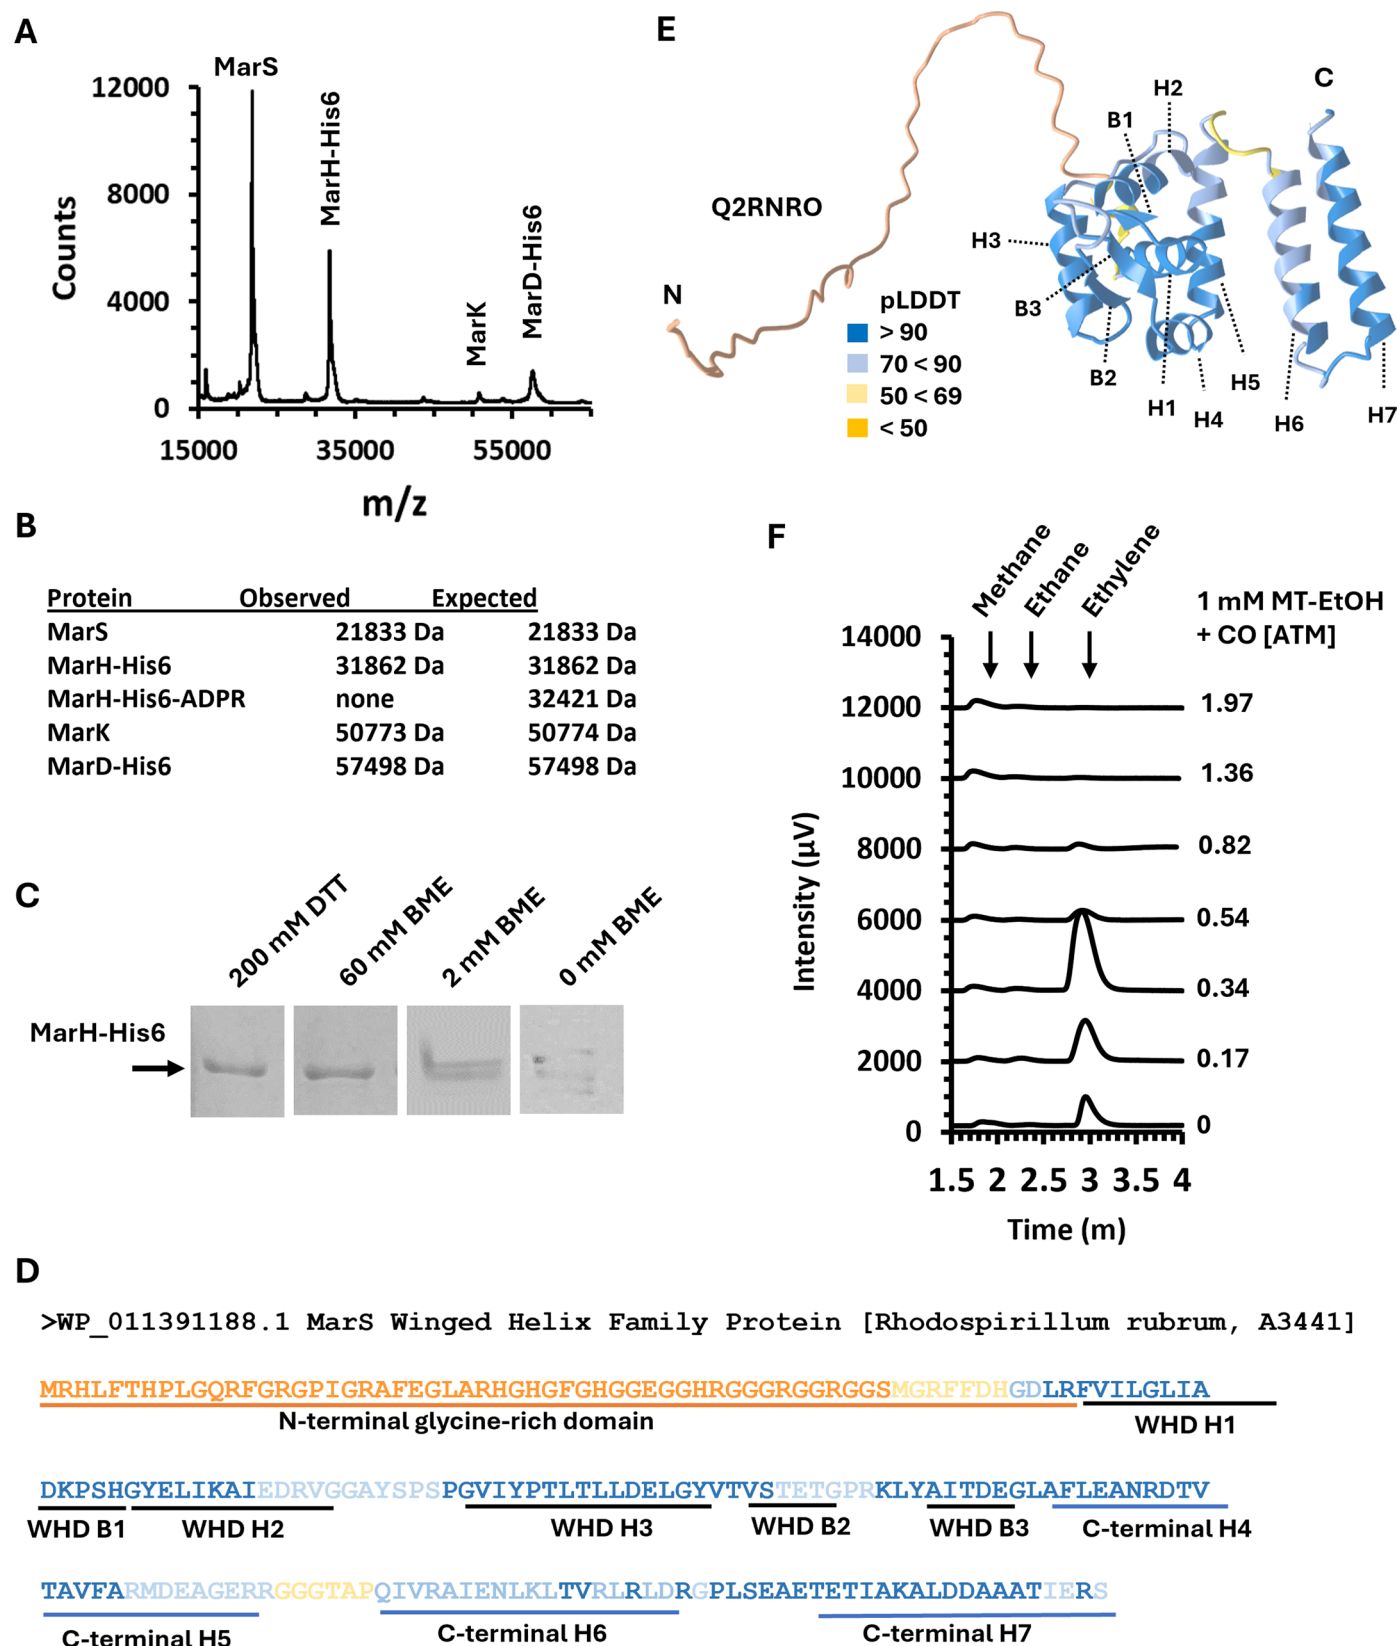 A
MarS
MarH-His6
MarK
MarD-His6
12000
8000
4000
0
Counts
15000 35000 55000
m/z
B
Protein Observed Expected
MarS 21833 Da 21833 Da
MarH-His6 31862 Da 31862 Da
MarH-His6-ADPR none 32421 Da
MarK 50773 Da 50774 Da
MarD-His6 57498 Da 57498 Da
C
200 mM DTT
60 mM BME
2 mM BME
0 mM BME
MarH-His6
D
>WP_011391188.1 MarS Winged Helix Family Protein [Rhodospirillum rubrum, A3441]
MRHLFTHPLGQRFGRGPIGRAFEGLARHGHGFGHGGEGGHRGGGRGGRGGSMGRFFDHGDLRFVILGLIA
N-terminal glycine-rich domain WHD H1
DKPSHGYELIKAIEDRVGGAYSPSPGVIYPTLTLLDELGYVTVSTETGPRKLYAITDEGLAFLEANRDTV
WHD B1 WHD H2 WHD H3 WHD B2 WHD B3 C-terminal H4
TAVFARMDEAGERRGGGTAPQIVRAIENLKLTVRLRLDRGPLSEAETETIAKALDDAAATIERS
C-terminal H5 C-terminal H6 C-terminal H7
E
Q2RNRO
N
C
H2
B1
H3
B3
B2
H1
H4
H5
H6
H7
pLDDT
> 90
70 < 90
50 < 69
< 50
F
Methane
Ethane
Ethylene
1 mM MT-EtOH
+ CO [ATM]
14000
12000 1.97
10000 1.36
8000 0.82
6000 0.54
4000 0.34
2000 0.17
0 0
Intensity (µV)
1.5 2 2.5 3 3.5 4
Time (m)